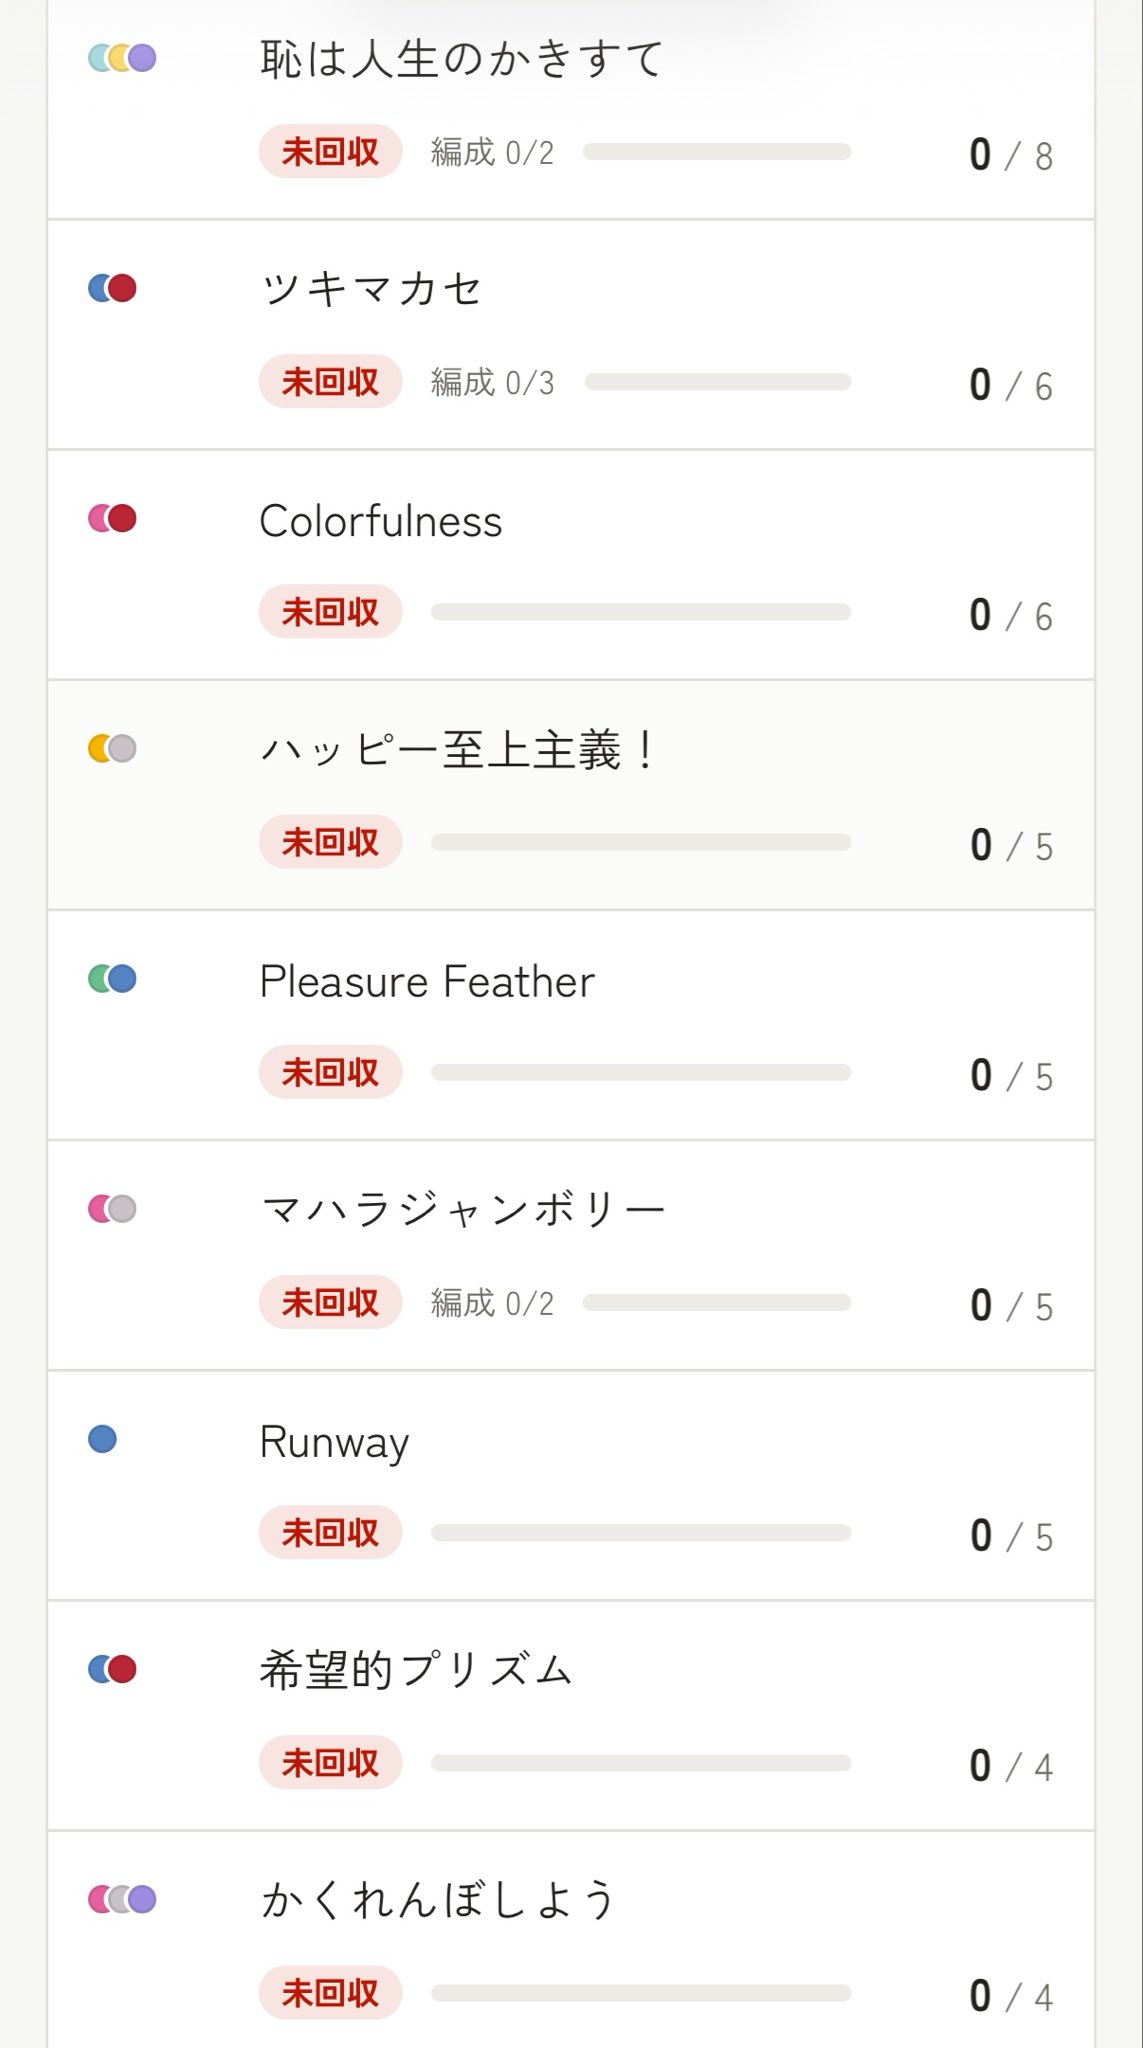 恥は人生のかきすて
未回収 編成 0/2 0 / 8
ツキマカセ
未回収 編成 0/3 0 / 6
Colorfulness
未回収 0 / 6
ハッピー至上主義！
未回収 0 / 5
Pleasure Feather
未回収 0 / 5
マハラジャンボリー
未回収 編成 0/2 0 / 5
Runway
未回収 0 / 5
希望的プリズム
未回収 0 / 4
かくれんぼしよう
未回収 0 / 4